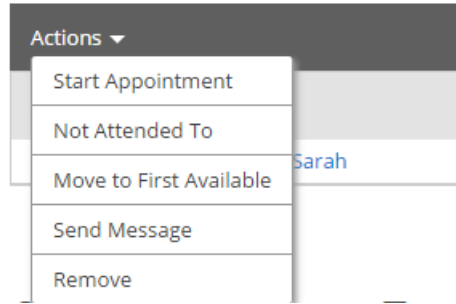 Actions
Start Appointment
Not Attended To
Sarah
Move to First Available
Send Message
Remove